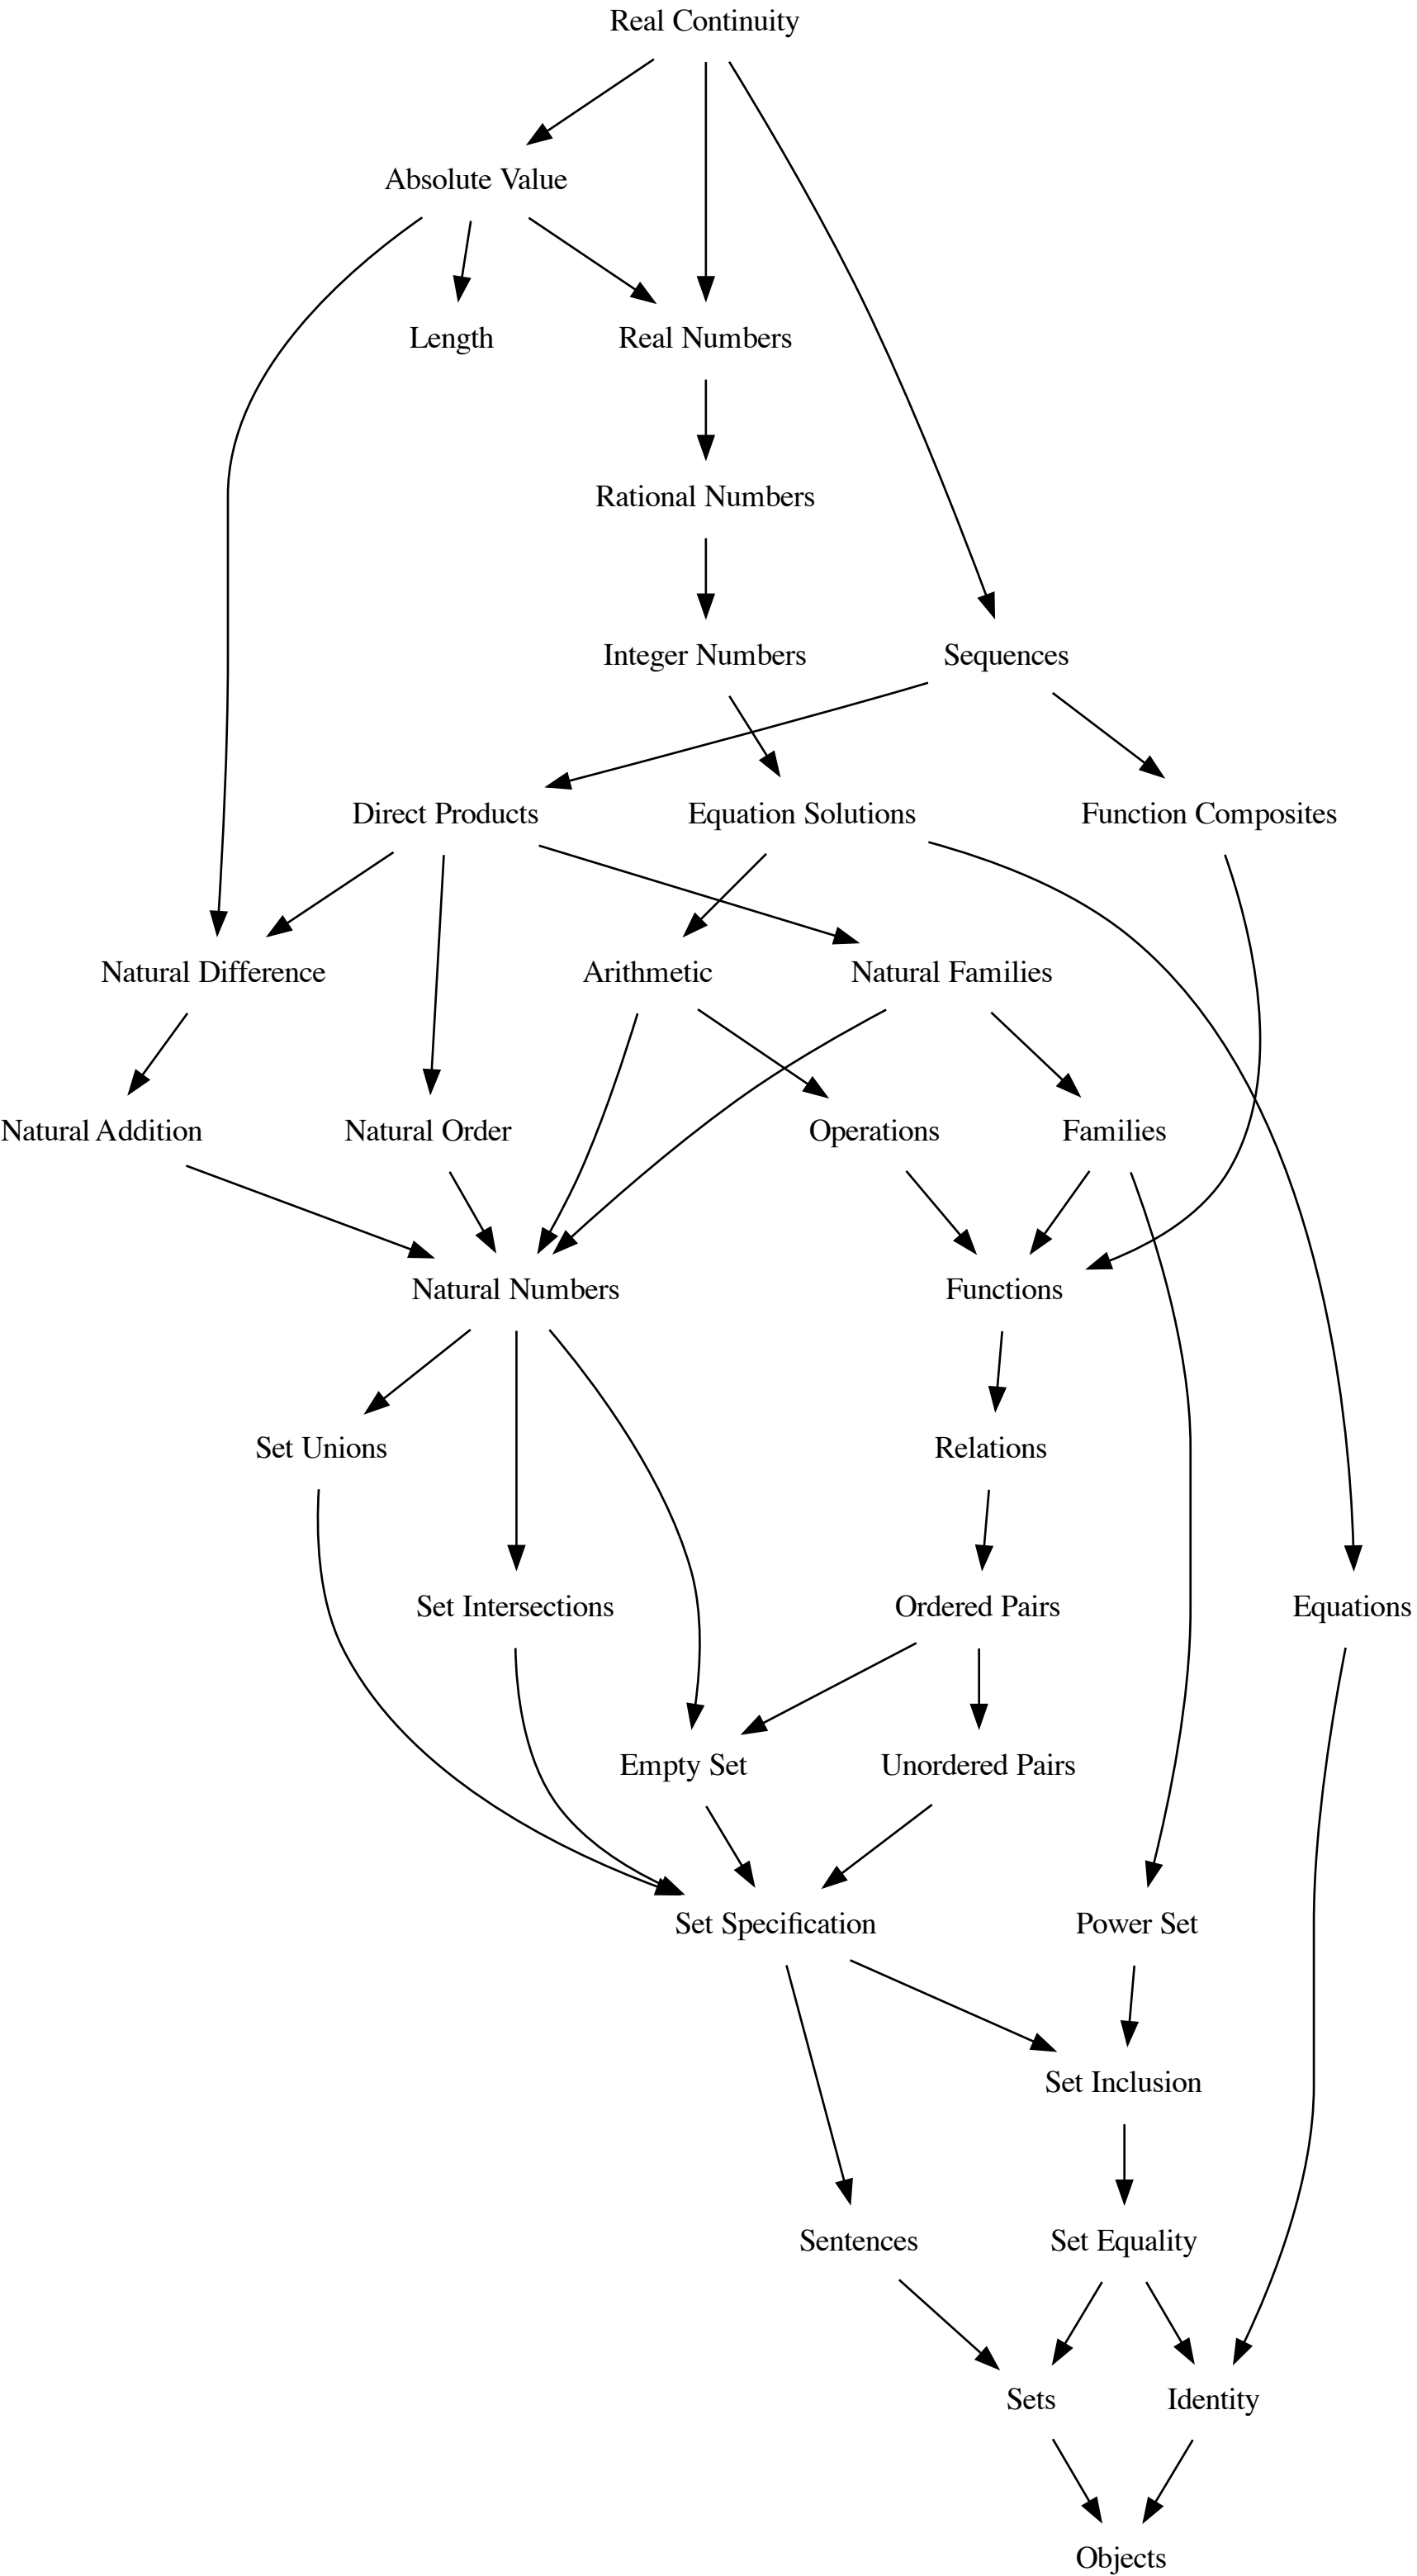 Real Continuity
Absolute Value
Length
Real Numbers
Rational Numbers
Integer Numbers
Sequences
Direct Products
Equation Solutions
Function Composites
Natural Difference
Arithmetic
Natural Families
Natural Addition
Natural Order
Operations
Families
Natural Numbers
Functions
Set Unions
Relations
Set Intersections
Ordered Pairs
Equations
Empty Set
Unordered Pairs
Set Specification
Power Set
Set Inclusion
Sentences
Set Equality
Sets
Identity
Objects